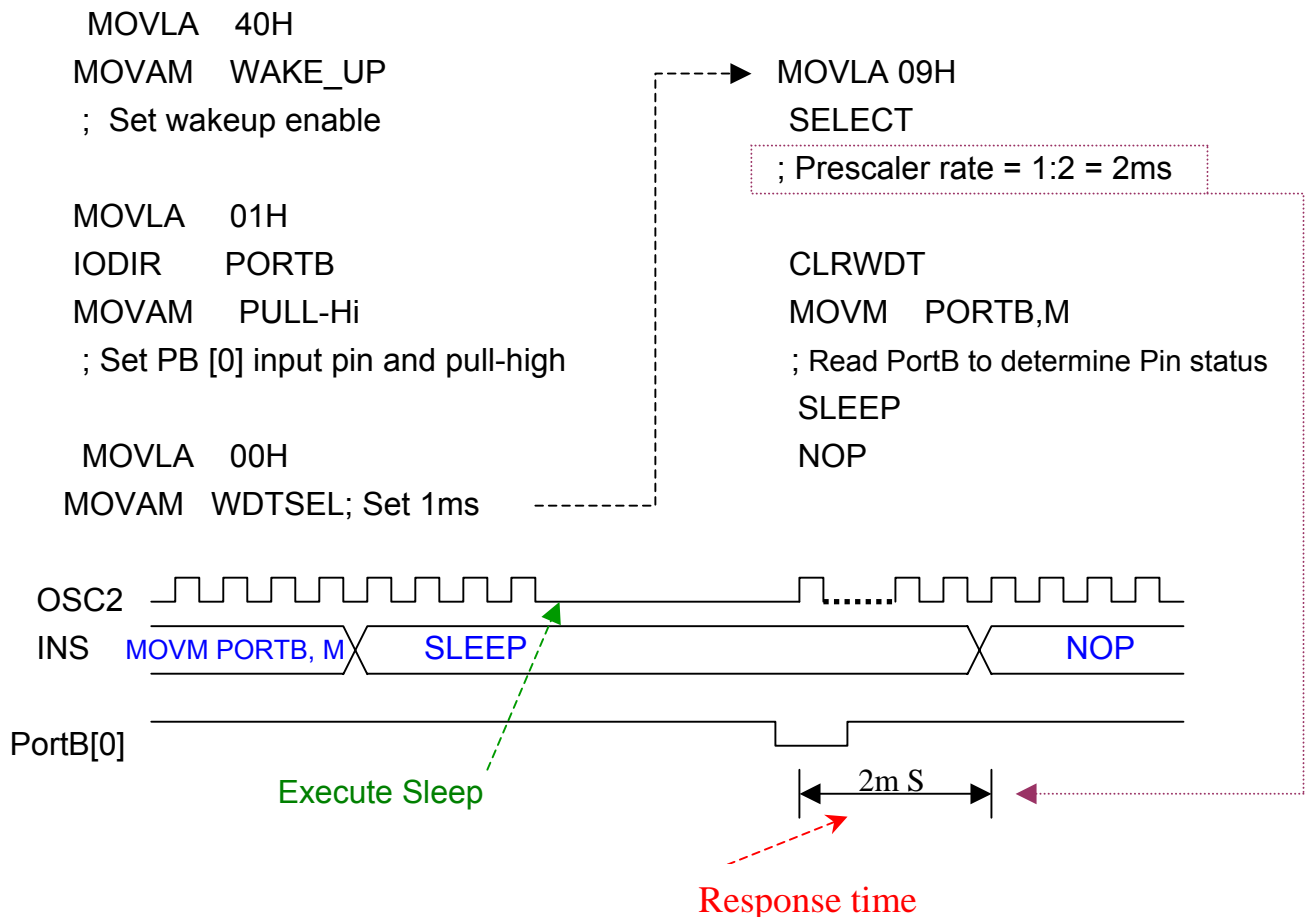 MOVLA 40H
MOVAM WAKE_UP
; Set wakeup enable
MOVLA 01H
IODIR PORTB
MOVAM PULL-Hi
; Set PB [0] input pin and pull-high
MOVLA 00H
MOVAM WDTSEL; Set 1ms
MOVLA 09H
SELECT
; Prescaler rate = 1:2 = 2ms
CLRWDT
MOVM PORTB,M
; Read PortB to determine Pin status
SLEEP
NOP
OSC2
INS MOVM PORTB, M SLEEP NOP
PortB[0]
Execute Sleep
2m S
Response time